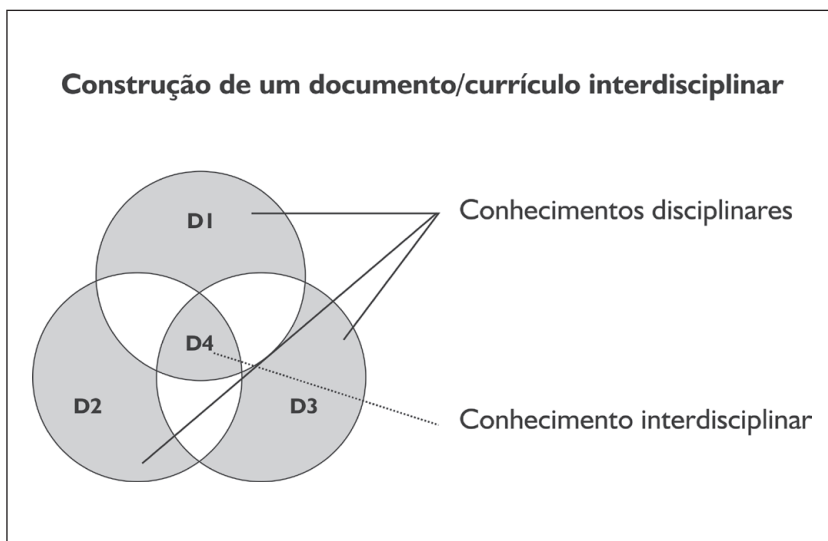 Construção de um documento/currículo interdisciplinar
D1
Conhecimentos disciplinares
D4
D2
D3
Conhecimento interdisciplinar